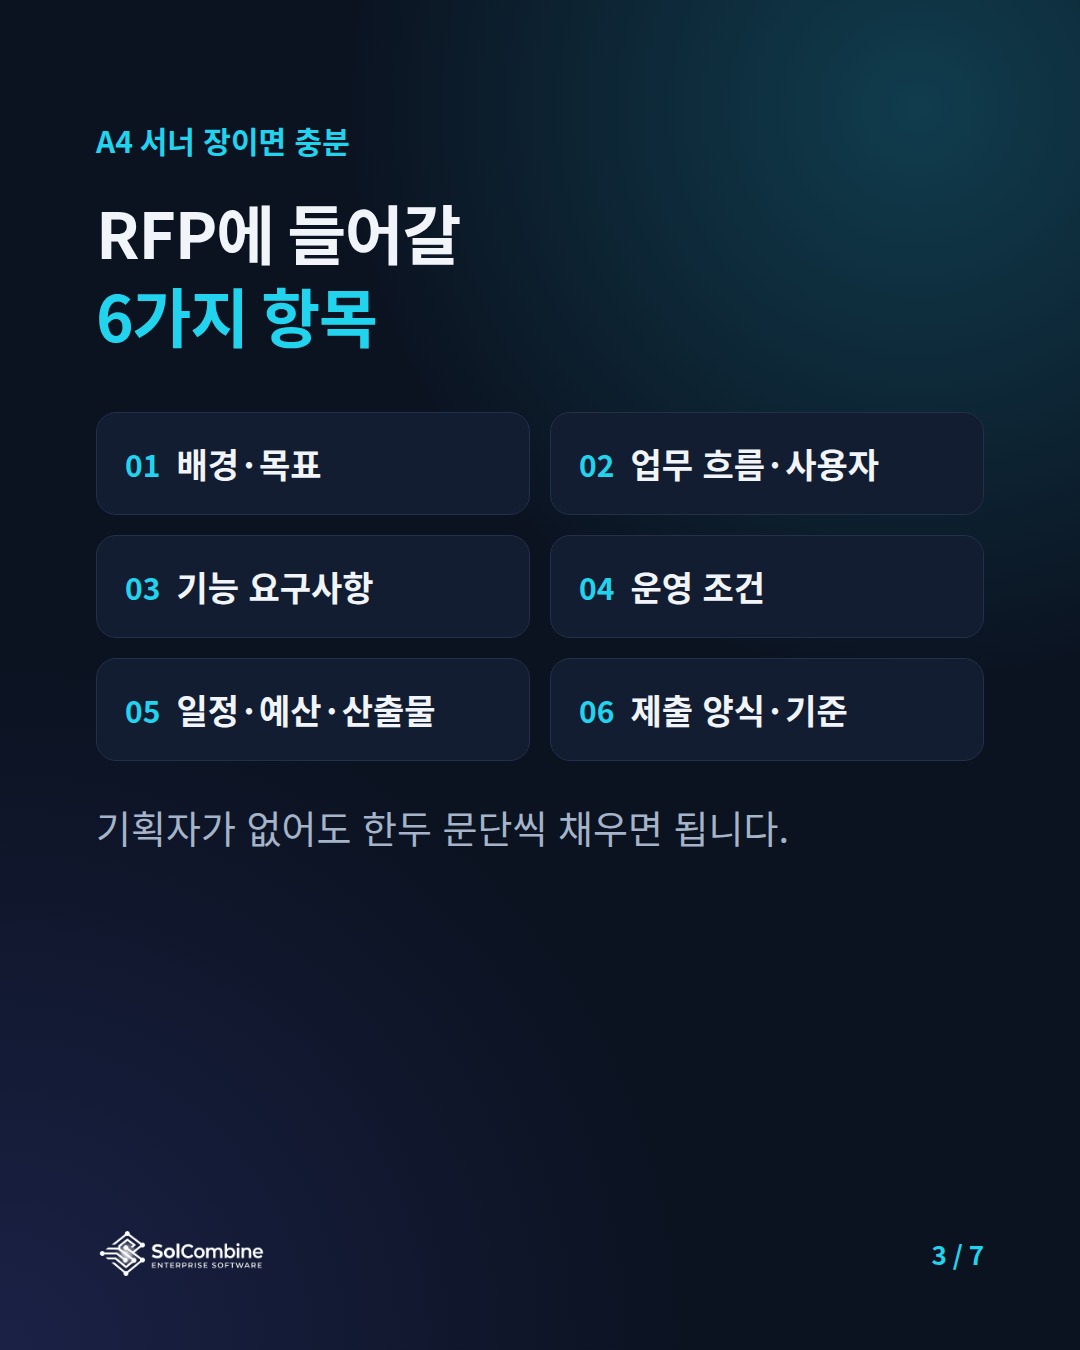 A4 서너 장이면 충분
RFP에 들어갈
6가지 항목
01 배경·목표
02 업무 흐름·사용자
03 기능 요구사항
04 운영 조건
05 일정·예산·산출물
06 제출 양식·기준
기획자가 없어도 한두 문단씩 채우면 됩니다.
SolCombine
ENTERPRISE SOFTWARE
3 / 7